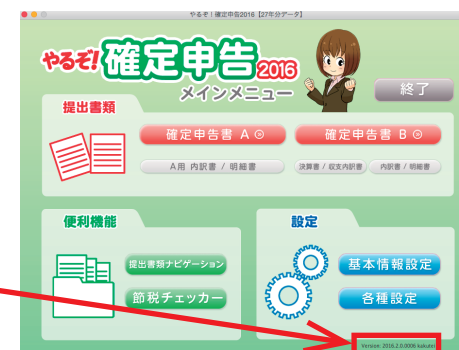 やるぞ！確定申告2016【27年分データ】
やるぞ!確定申告2016
メインメニュー
終了
提出書類
確定申告書 A
確定申告書 B
A用 内訳書 / 明細書
決算書 / 収支内訳書
内訳書 / 明細書
便利機能
設定
提出書類ナビゲーション
基本情報設定
節税チェッカー
各種設定
Version: 2016.2.0.0006